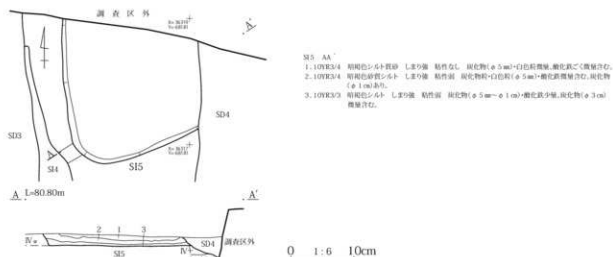 調査区外
A'
SD3
SD4
SI4
A
SI5
A L=80.80m A'
2 1 3
SD4
調査区外
SI5
0 1:6 10cm
SI5 AA'
1.10YR3/4 暗褐色シルト質砂 しまり強 粘性なし 炭化物(φ5㎜)・白色粒微量、酸化鉄ごく微量含む。
2.10YR3/4 暗褐色砂質シルト しまり強 粘性弱 炭化物粒・白色粒(φ5㎜)・酸化鉄微量含む。炭化物
(φ1㎝)あり。
3.10YR3/3 暗褐色シルト しまり強 粘性弱 炭化物(φ5㎜～φ1㎝)・酸化鉄少量、炭化物(φ3㎝)
微量含む。